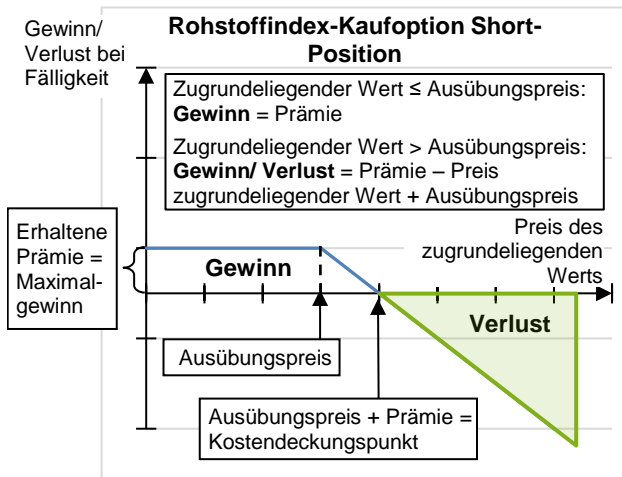 Gewinn/
Verlust bei
Fälligkeit
Rohstoffindex-Kaufoption Short-
Position
Zugrundeliegender Wert ≤ Ausübungspreis:
Gewinn = Prämie
Zugrundeliegender Wert > Ausübungspreis:
Gewinn/ Verlust = Prämie – Preis
zugrundeliegender Wert + Ausübungspreis
Erhaltene
Prämie =
Maximal-
gewinn
Gewinn
Preis des
zugrundeliegenden
Werts
Verlust
Ausübungspreis
Ausübungspreis + Prämie =
Kostendeckungspunkt